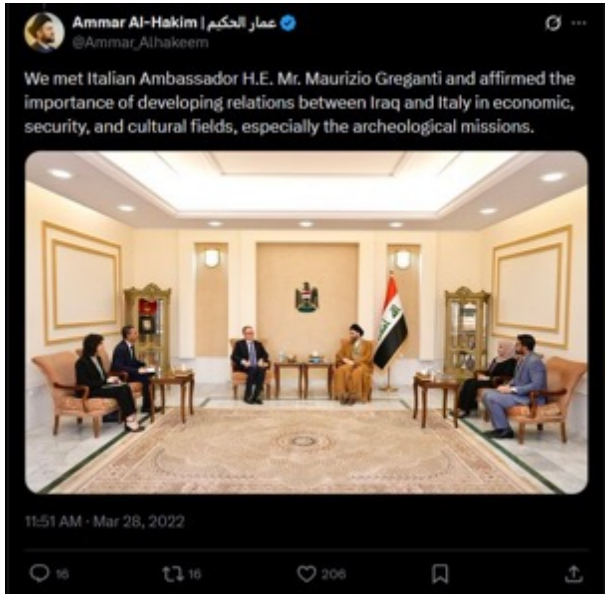 Ammar Al-Hakim | عمار الحكيم
@Ammar_Alhakeem
We met Italian Ambassador H.E. Mr. Maurizio Greganti and affirmed the
importance of developing relations between Iraq and Italy in economic,
security, and cultural fields, especially the archeological missions.
11:51 AM · Mar 28, 2022
16
16
206